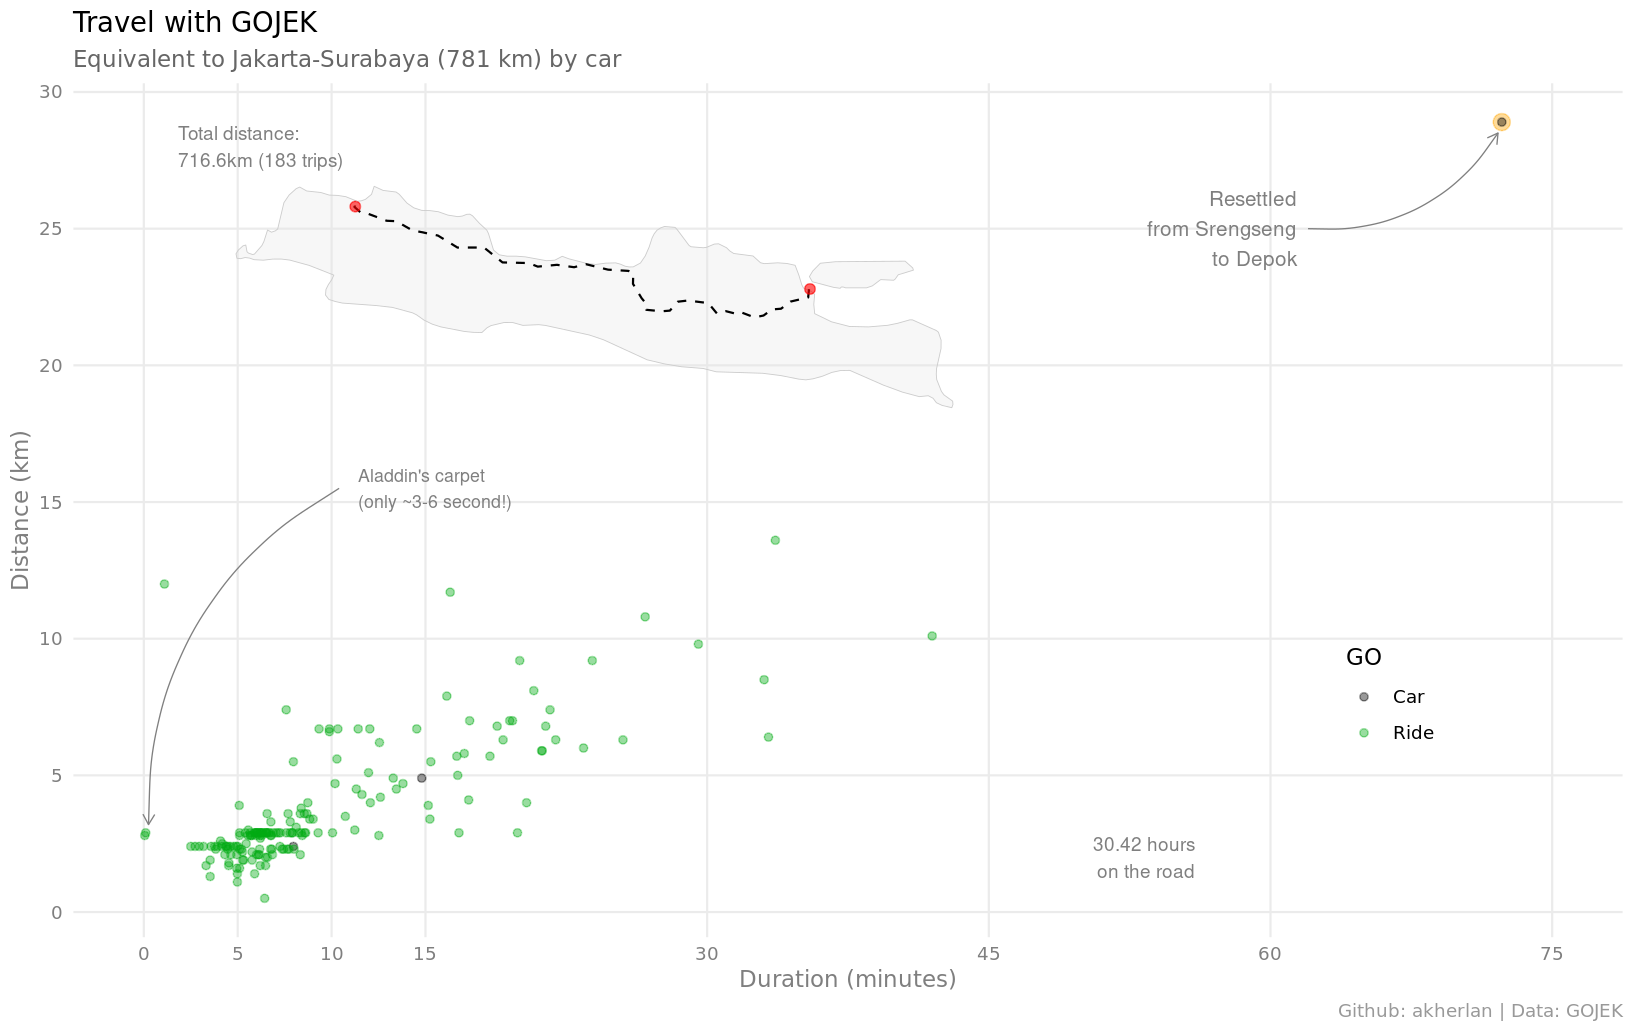 Travel with GOJEK
Equivalent to Jakarta-Surabaya (781 km) by car
30
25
20
15
10
5
0
Distance (km)
Total distance:
716.6km (183 trips)
Resettled
from Srengseng
to Depok
Aladdin's carpet
(only ~3-6 second!)
GO
Car
Ride
30.42 hours
on the road
0 5 10 15 30 45 60 75
Duration (minutes)
Github: akherlan | Data: GOJEK